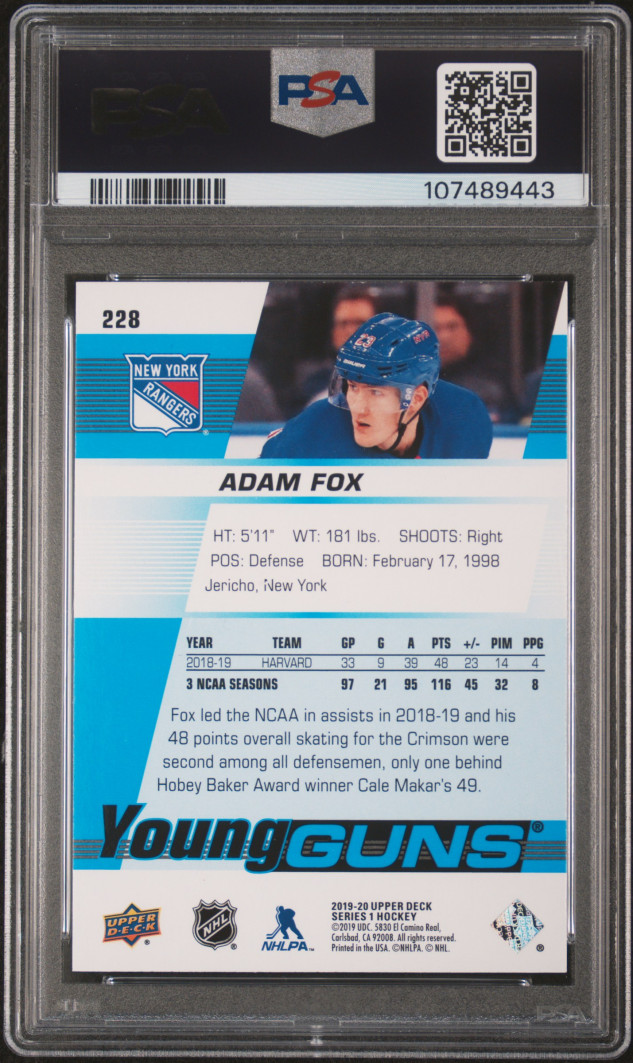 PSA
PSA
107489443
228
NEW YORK
RANGERS
23
ADAM FOX
HT: 5'11" WT: 181 lbs. SHOOTS: Right
POS: Defense BORN: February 17, 1998
Jericho, New York
YEAR TEAM GP G A PTS +/- PIM PPG
2018-19 HARVARD 33 9 39 48 23 14 4
3 NCAA SEASONS 97 21 95 116 45 32 8
Fox led the NCAA in assists in 2018-19 and his
48 points overall skating for the Crimson were
second among all defensemen, only one behind
Hobey Baker Award winner Cale Makar's 49.
Young GUNS®
UPPER
DECK
NHL
NHLPA
2019-20 UPPER DECK
SERIES 1 HOCKEY
©2019 UDC. 5830 El Camino Real,
Carlsbad, CA 92008. All rights reserved.
Printed in the USA. ©NHLPA. © NHL.
PSA